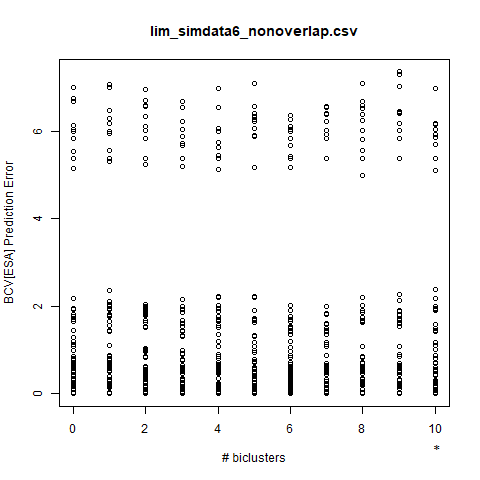 lim_simdata6_nonoverlap.csv
BCV[ESA] Prediction Error
6
4
2
0
0 2 4 6 8 10
*
# biclusters